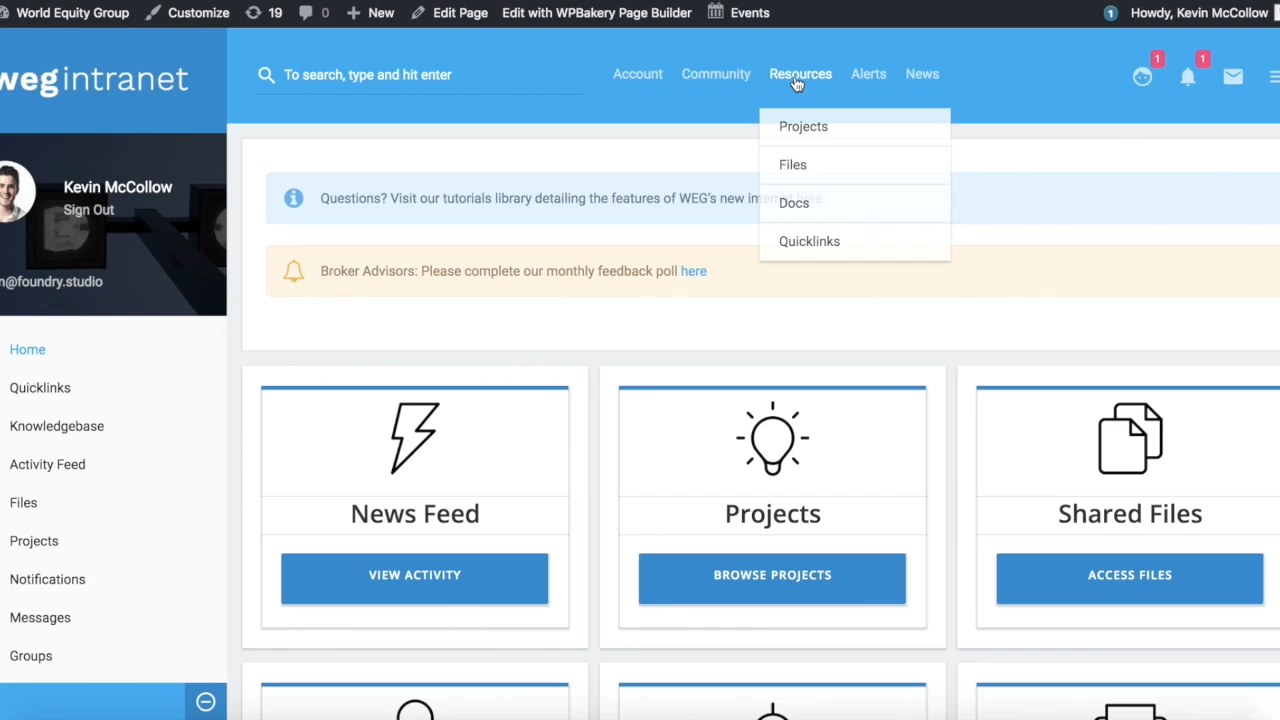 World Equity Group Customize 19 0 New Edit Page Edit with WPBakery Page Builder Events 1 Howdy, Kevin McCollow
wegintranet
To search, type and hit enter
Account Community Resources Alerts News
1 1
Projects
Files
Docs
Quicklinks
Kevin McCollow
Sign Out
n@foundry.studio
Questions? Visit our tutorials library detailing the features of WEG's new here
Broker Advisors: Please complete our monthly feedback poll here
Home
Quicklinks
Knowledgebase
Activity Feed
Files
Projects
Notifications
Messages
Groups
News Feed
VIEW ACTIVITY
Projects
BROWSE PROJECTS
Shared Files
ACCESS FILES